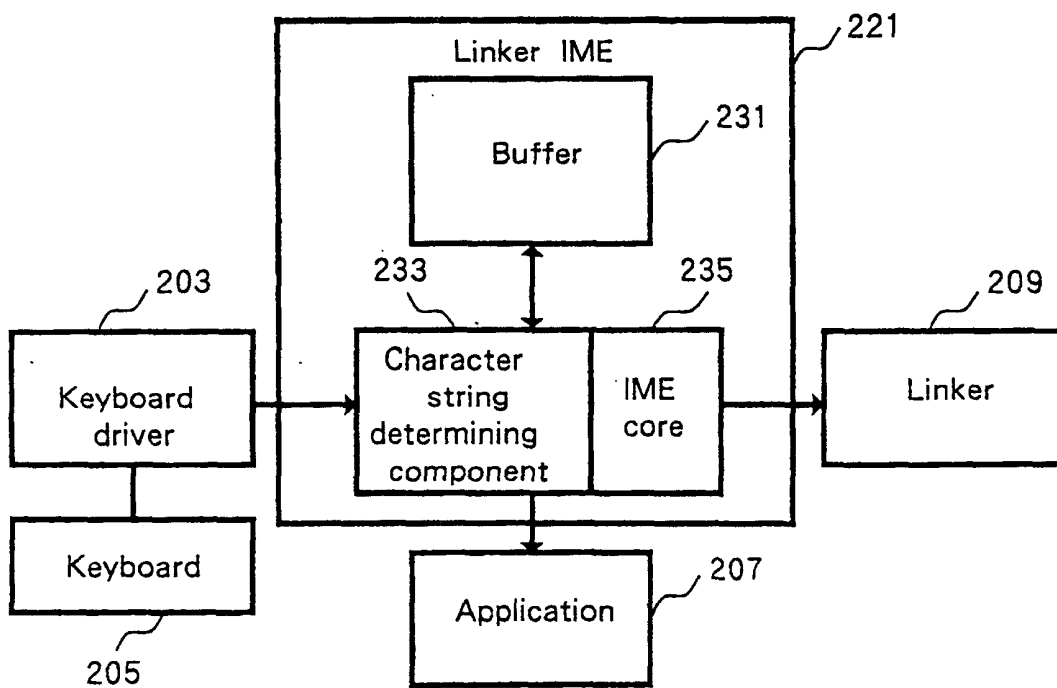 Linker IME
221
Buffer
231
203
233
235
209
Keyboard
driver
Character
string
determining
component
IME
core
Linker
Keyboard
205
Application
207